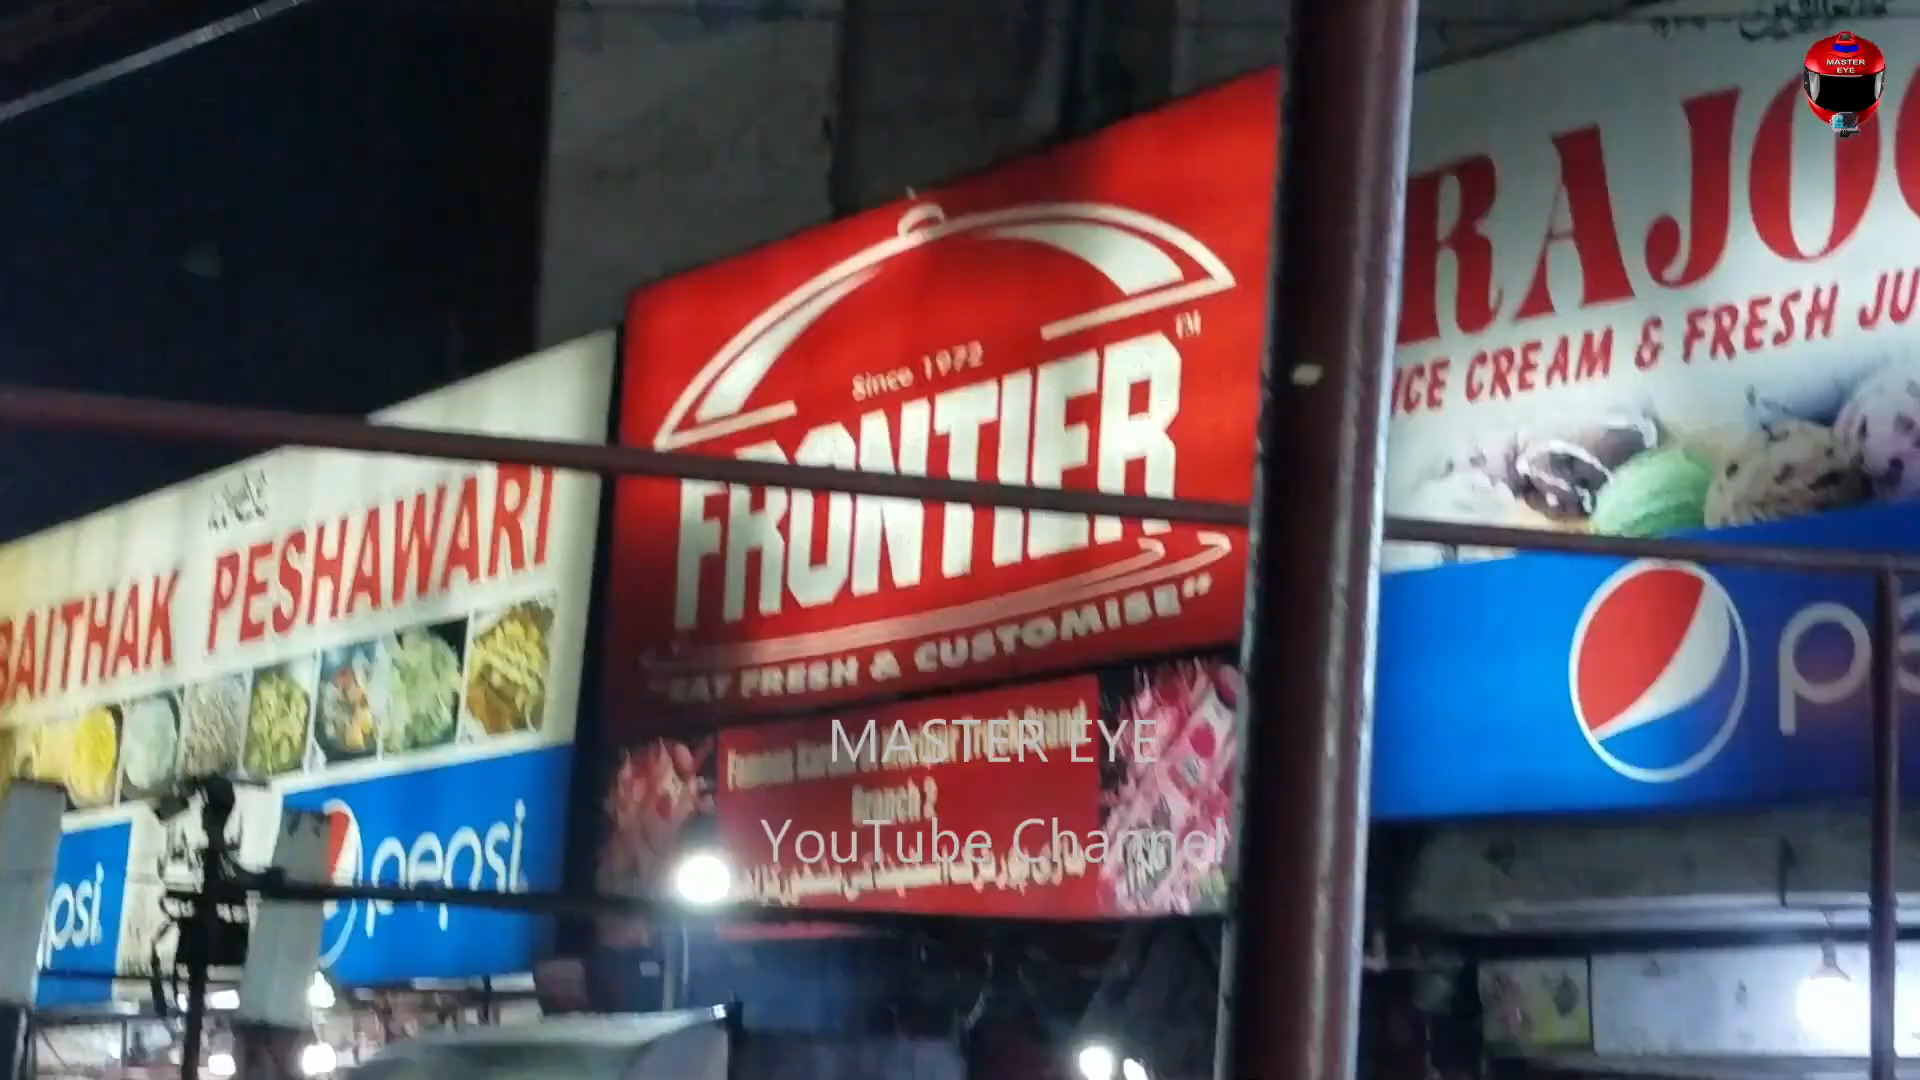 BAITHAK PESHAWARI
pepsi
psi
Since 1972
TM
FRONTIER
"EAT FRESH & CUSTOMISE"
Branch 2
RAJO
ICE CREAM & FRESH JU
pe
MASTER EYE
MASTER EYE
YouTube Channel